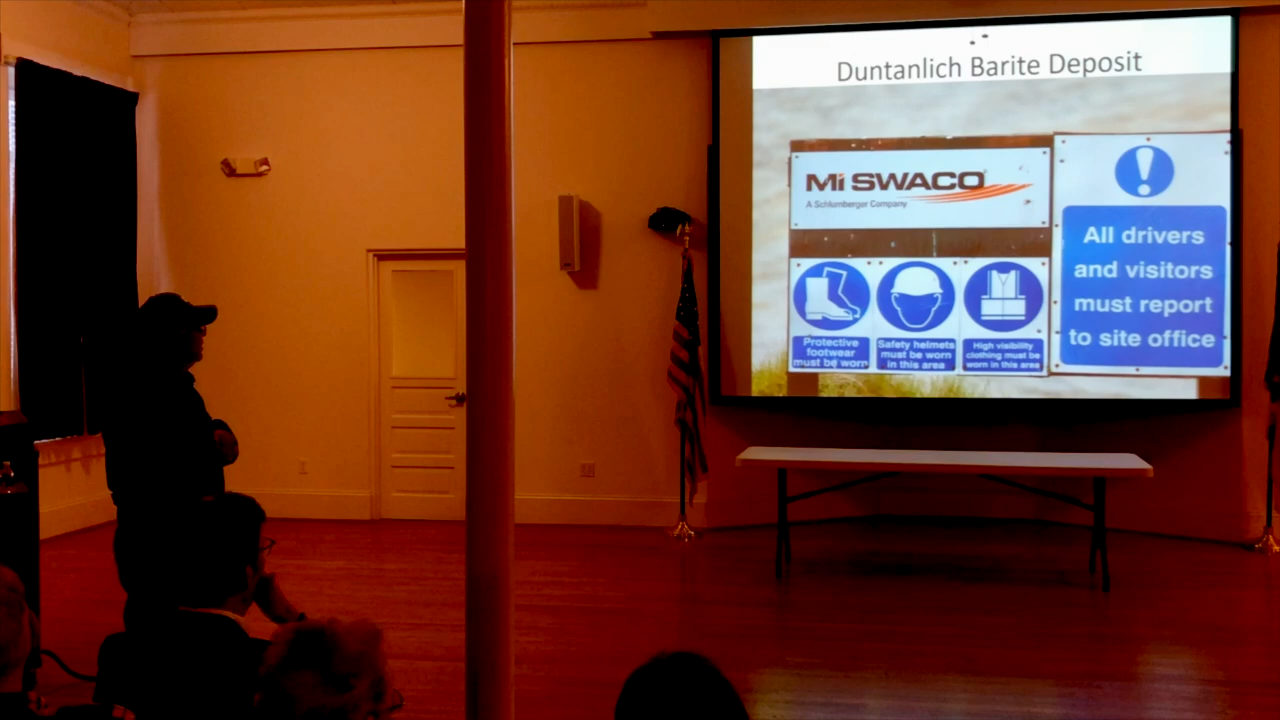 Duntanlich Barite Deposit
Mi SWACO
A Schlumberger Company
All drivers
and visitors
must report
to site office
Protective
footwear
must be worn
Safety helmets
must be worn
in this area
High visibility
clothing must be
worn in this area